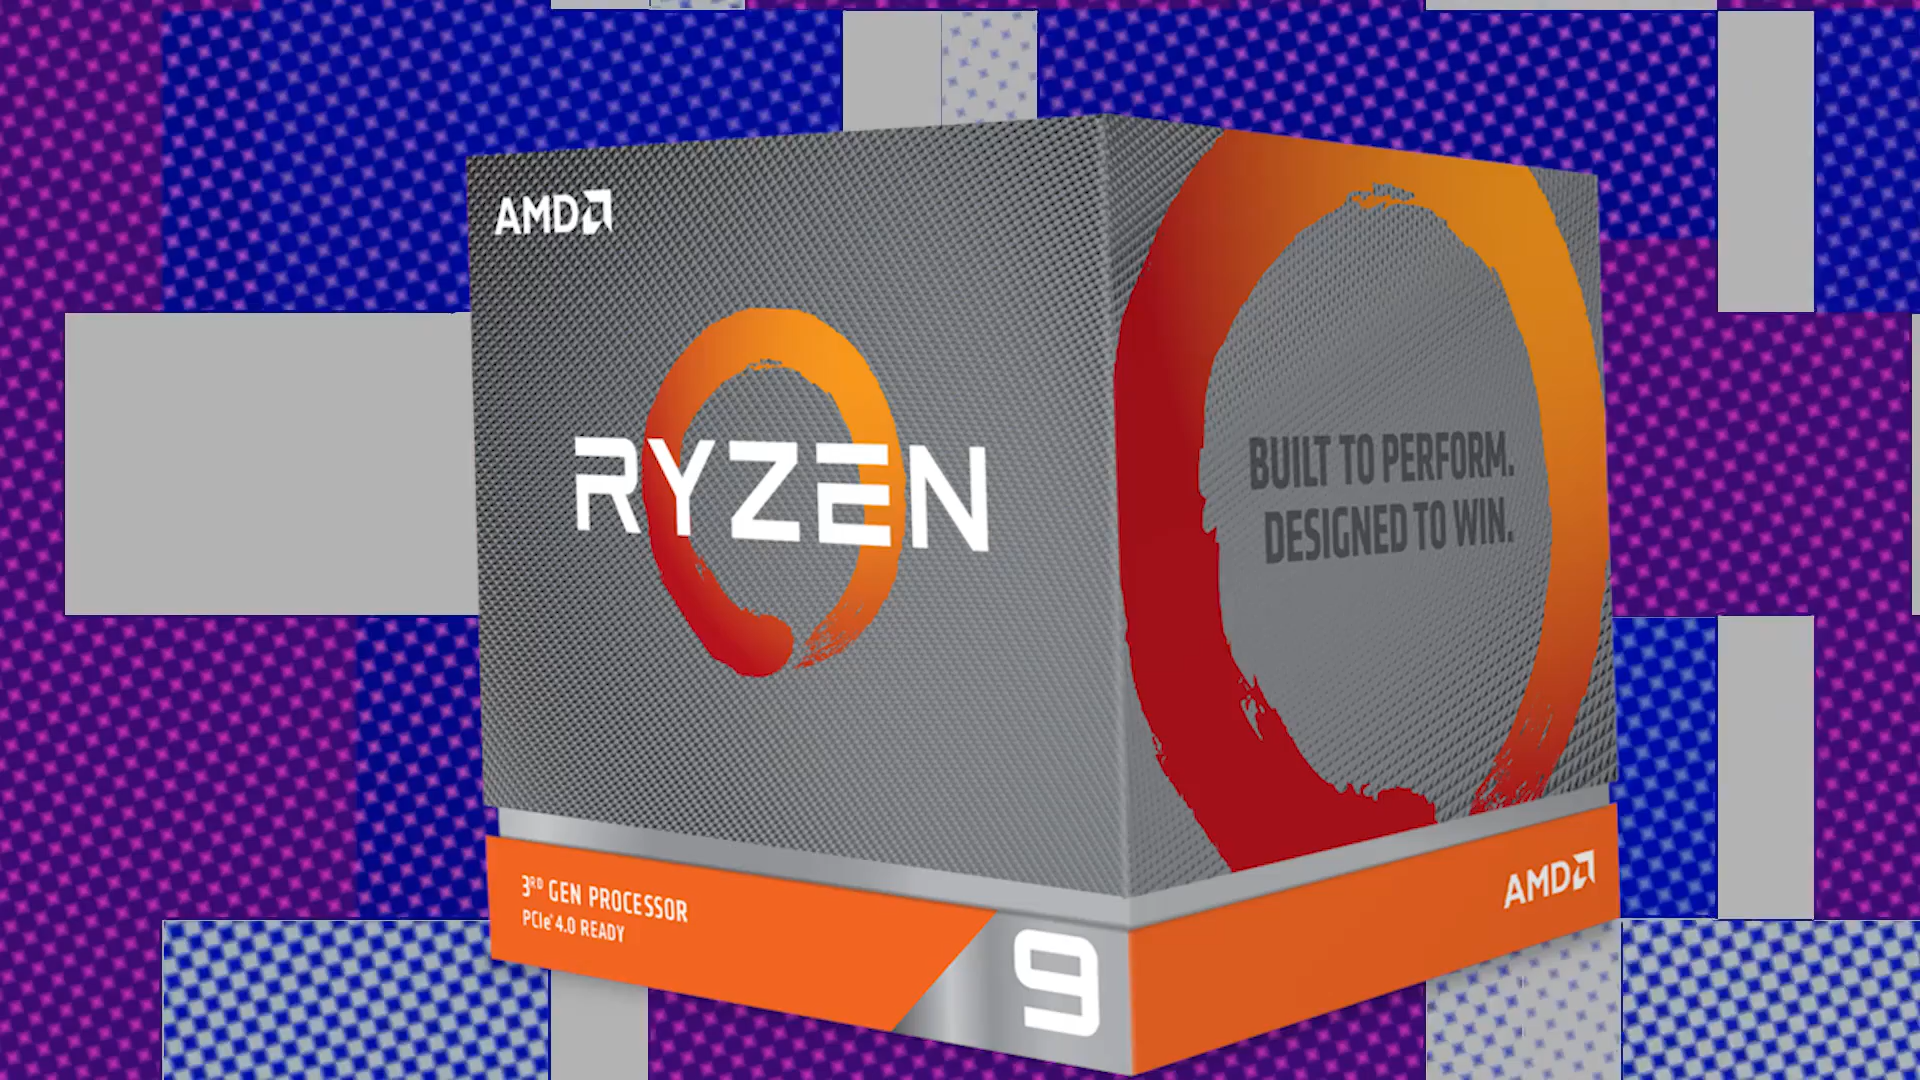 AMD
RYZEN
BUILT TO PERFORM.
DESIGNED TO WIN.
3RD GEN PROCESSOR
PCIe® 4.0 READY
9
AMD